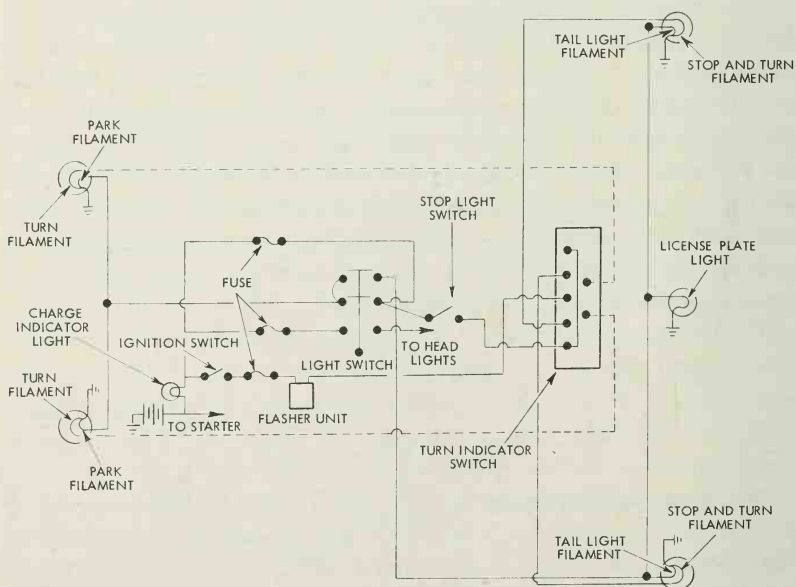 TAIL LIGHT
FILAMENT
STOP AND TURN
FILAMENT
PARK
FILAMENT
TURN
FILAMENT
STOP LIGHT
SWITCH
FUSE
LICENSE PLATE
LIGHT
CHARGE
INDICATOR
LIGHT
IGNITION SWITCH
LIGHT SWITCH
TO HEAD
LIGHTS
TURN
FILAMENT
TO STARTER
FLASHER UNIT
TURN INDICATOR
SWITCH
PARK
FILAMENT
TAIL LIGHT
FILAMENT
STOP AND TURN
FILAMENT